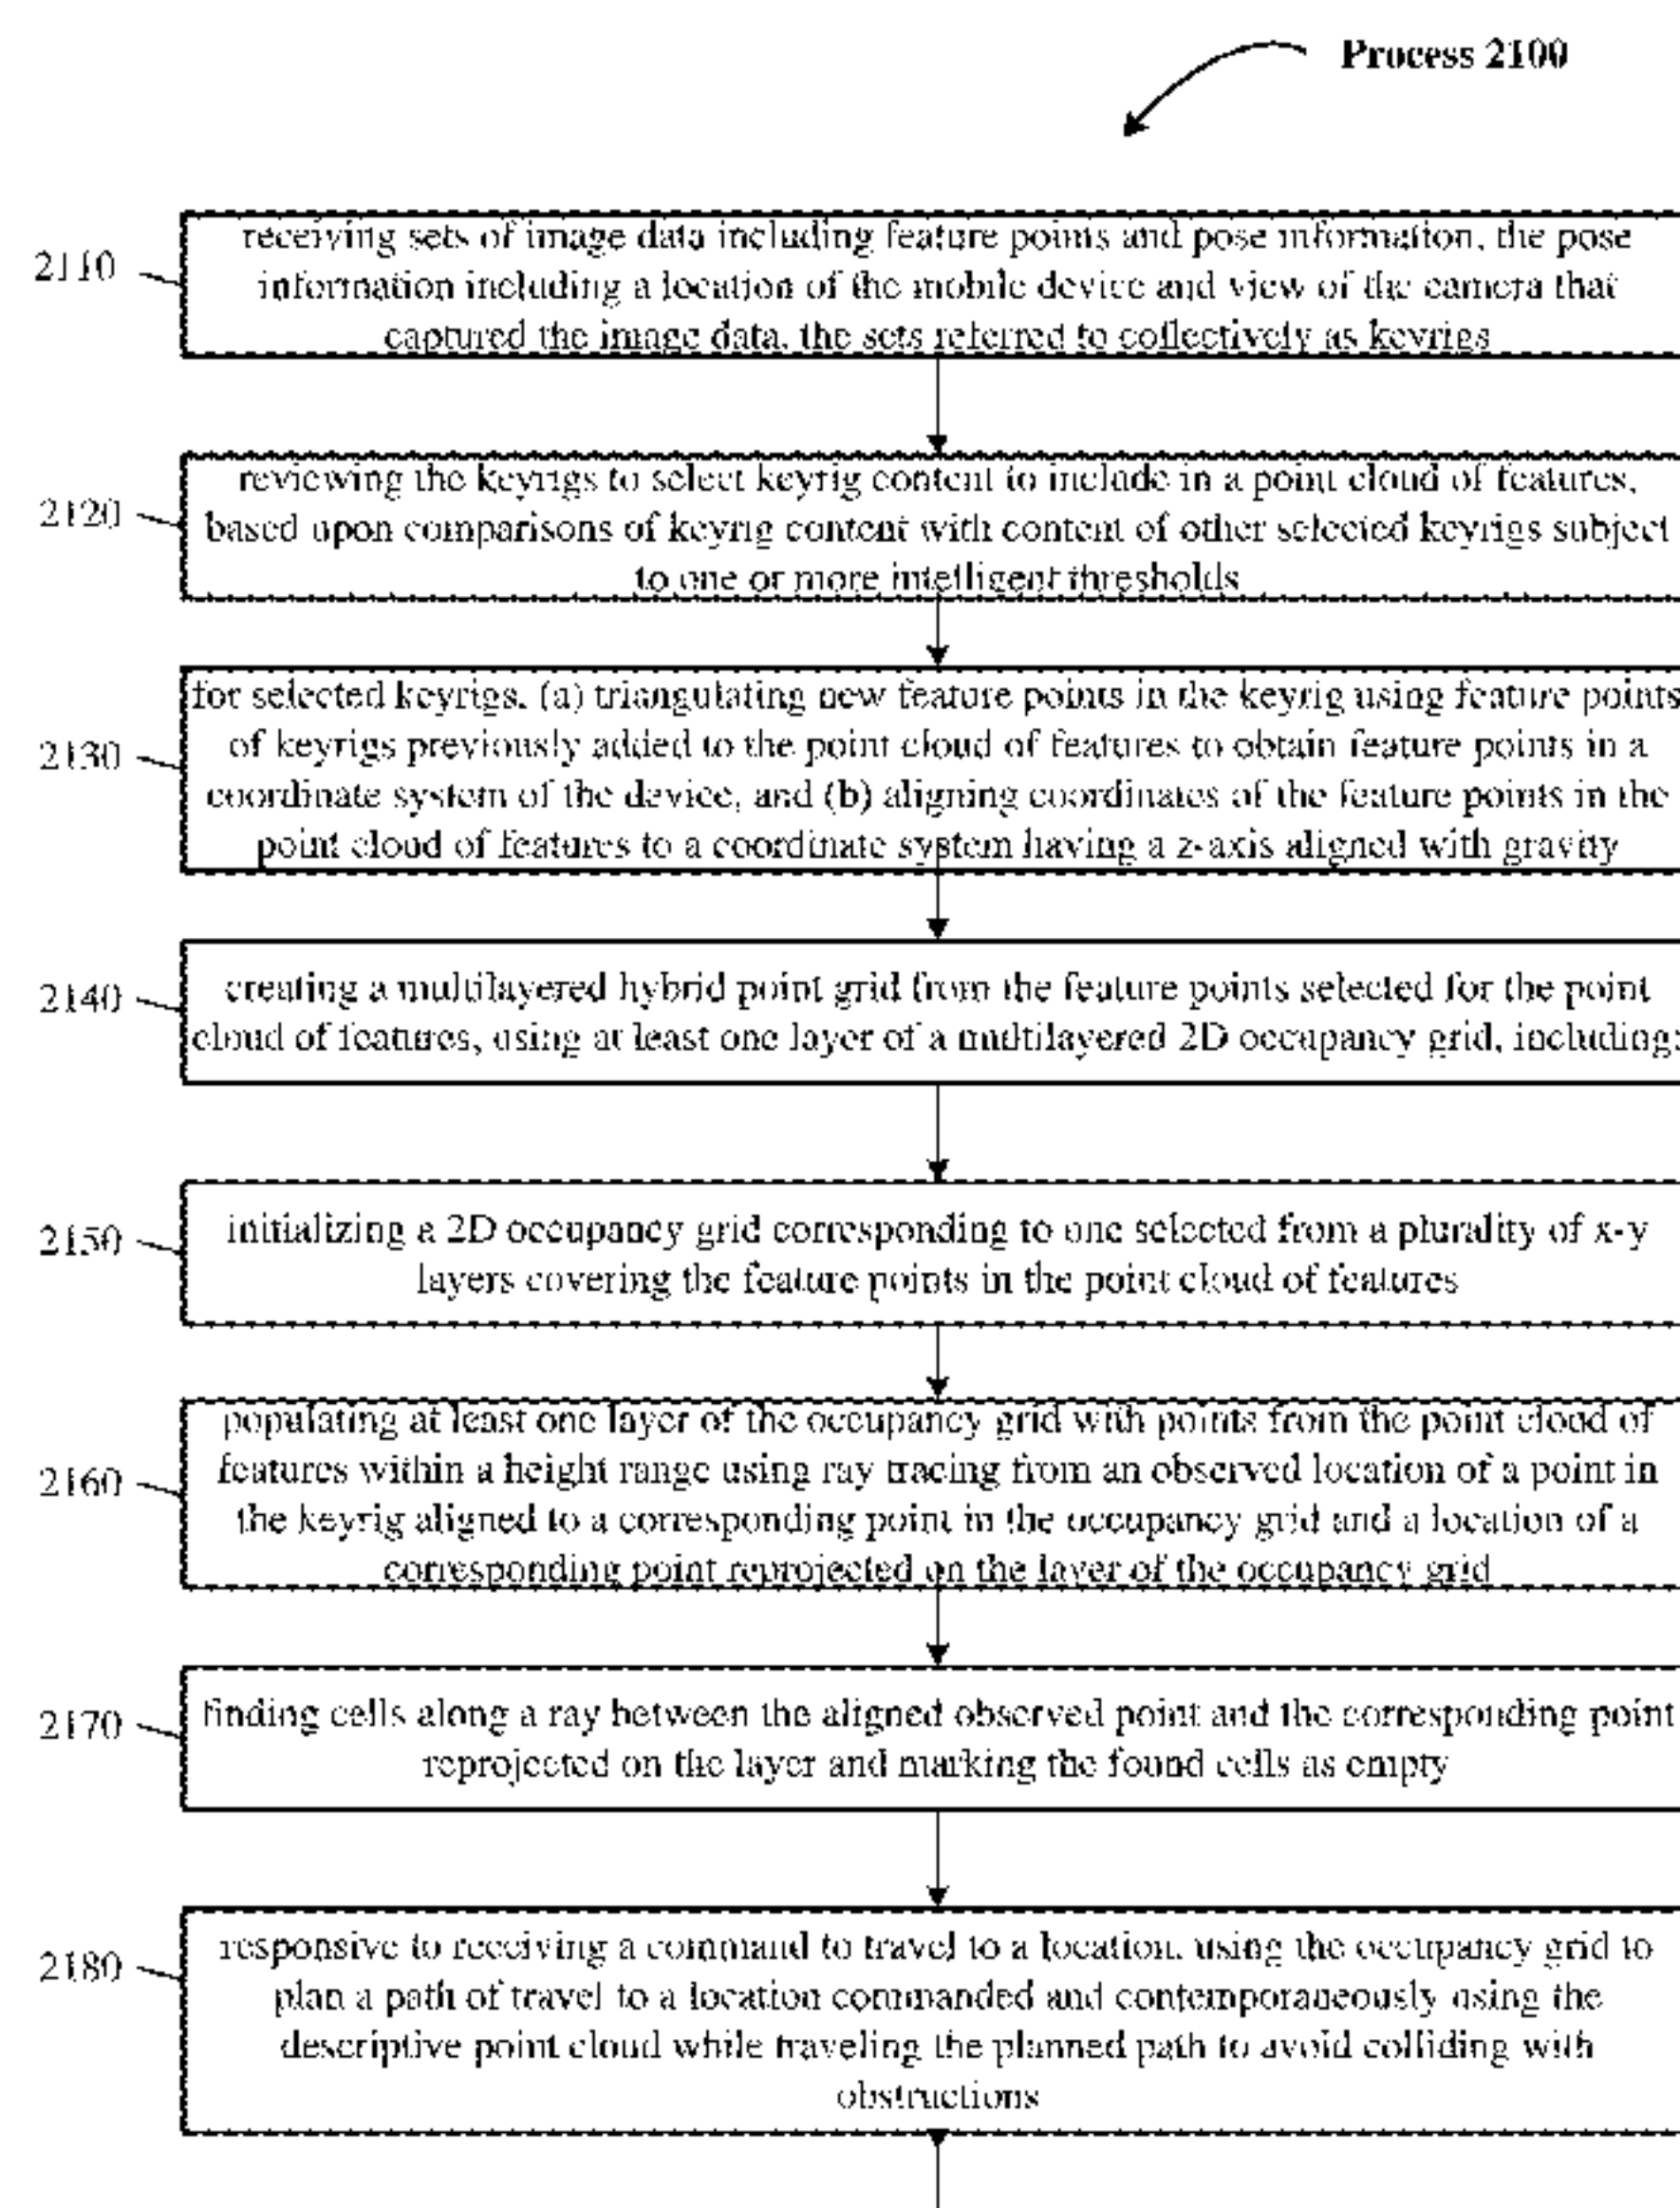 Process 2100
2110
receiving sets of image data including feature points and pose information, the pose
information including a location of the mobile device and view of the camera that
captured the image data, the sets referred to collectively as keyrigs
2120
reviewing the keyrigs to select keyrig content to include in a point cloud of features,
based upon comparisons of keyrig content with content of other selected keyrigs subject
to one or more intelligent thresholds
2130
for selected keyrigs, (a) triangulating new feature points in the keyrig using feature points
of keyrigs previously added to the point cloud of features to obtain feature points in a
coordinate system of the device, and (b) aligning coordinates of the feature points in the
point cloud of features to a coordinate system having a z-axis aligned with gravity
2140
creating a multilayered hybrid point grid from the feature points selected for the point
cloud of features, using at least one layer of a multilayered 2D occupancy grid, including:
2150
initializing a 2D occupancy grid corresponding to one selected from a plurality of x-y
layers covering the feature points in the point cloud of features
2160
populating at least one layer of the occupancy grid with points from the point cloud of
features within a height range using ray tracing from an observed location of a point in
the keyrig aligned to a corresponding point in the occupancy grid and a location of a
corresponding point reprojected on the layer of the occupancy grid
2170
finding cells along a ray between the aligned observed point and the corresponding point
reprojected on the layer and marking the found cells as empty
2180
responsive to receiving a command to travel to a location, using the occupancy grid to
plan a path of travel to a location commanded and contemporaneously using the
descriptive point cloud while traveling the planned path to avoid colliding with
obstructions